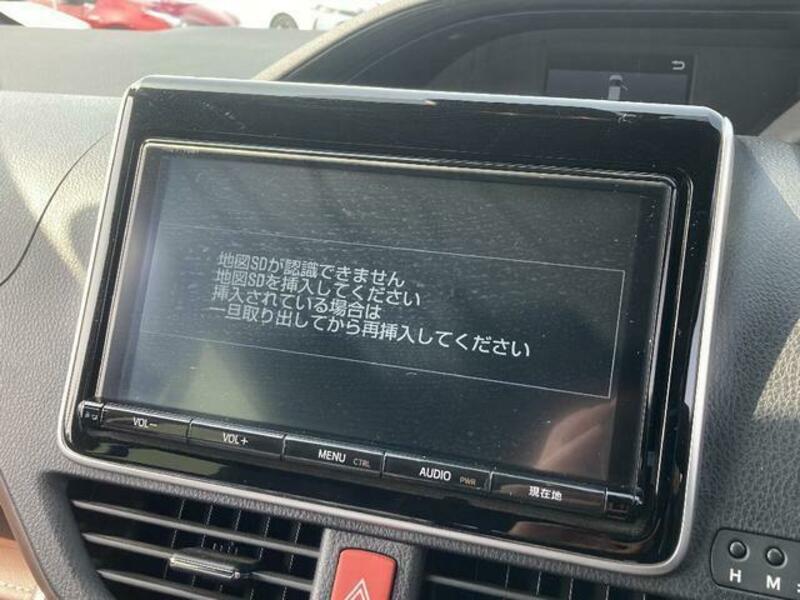 地図SDが認識できません
地図SDを挿入してください
挿入されている場合は
一旦取り出してから再挿入してください
VOL− VOL+ MENU CTRL AUDIO PWR 現在地
H M